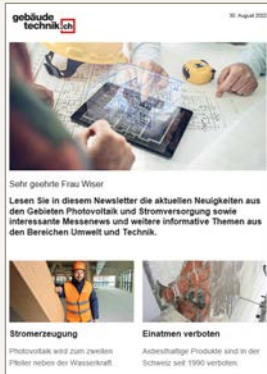 gebäude
technik.ch
30. August 2022
Sehr geehrte Frau Wiser
Lesen Sie in diesem Newsletter die aktuellen Neuigkeiten aus
den Gebieten Photovoltaik und Stromversorgung sowie
interessante Messenews und weitere informative Themen aus
den Bereichen Umwelt und Technik.
Stromerzeugung
Einatmen verboten
Photovoltaik wird zum zweiten
Pfeiler neben der Wasserkraft.
Asbesthaltige Produkte sind in der
Schweiz seit 1990 verboten.